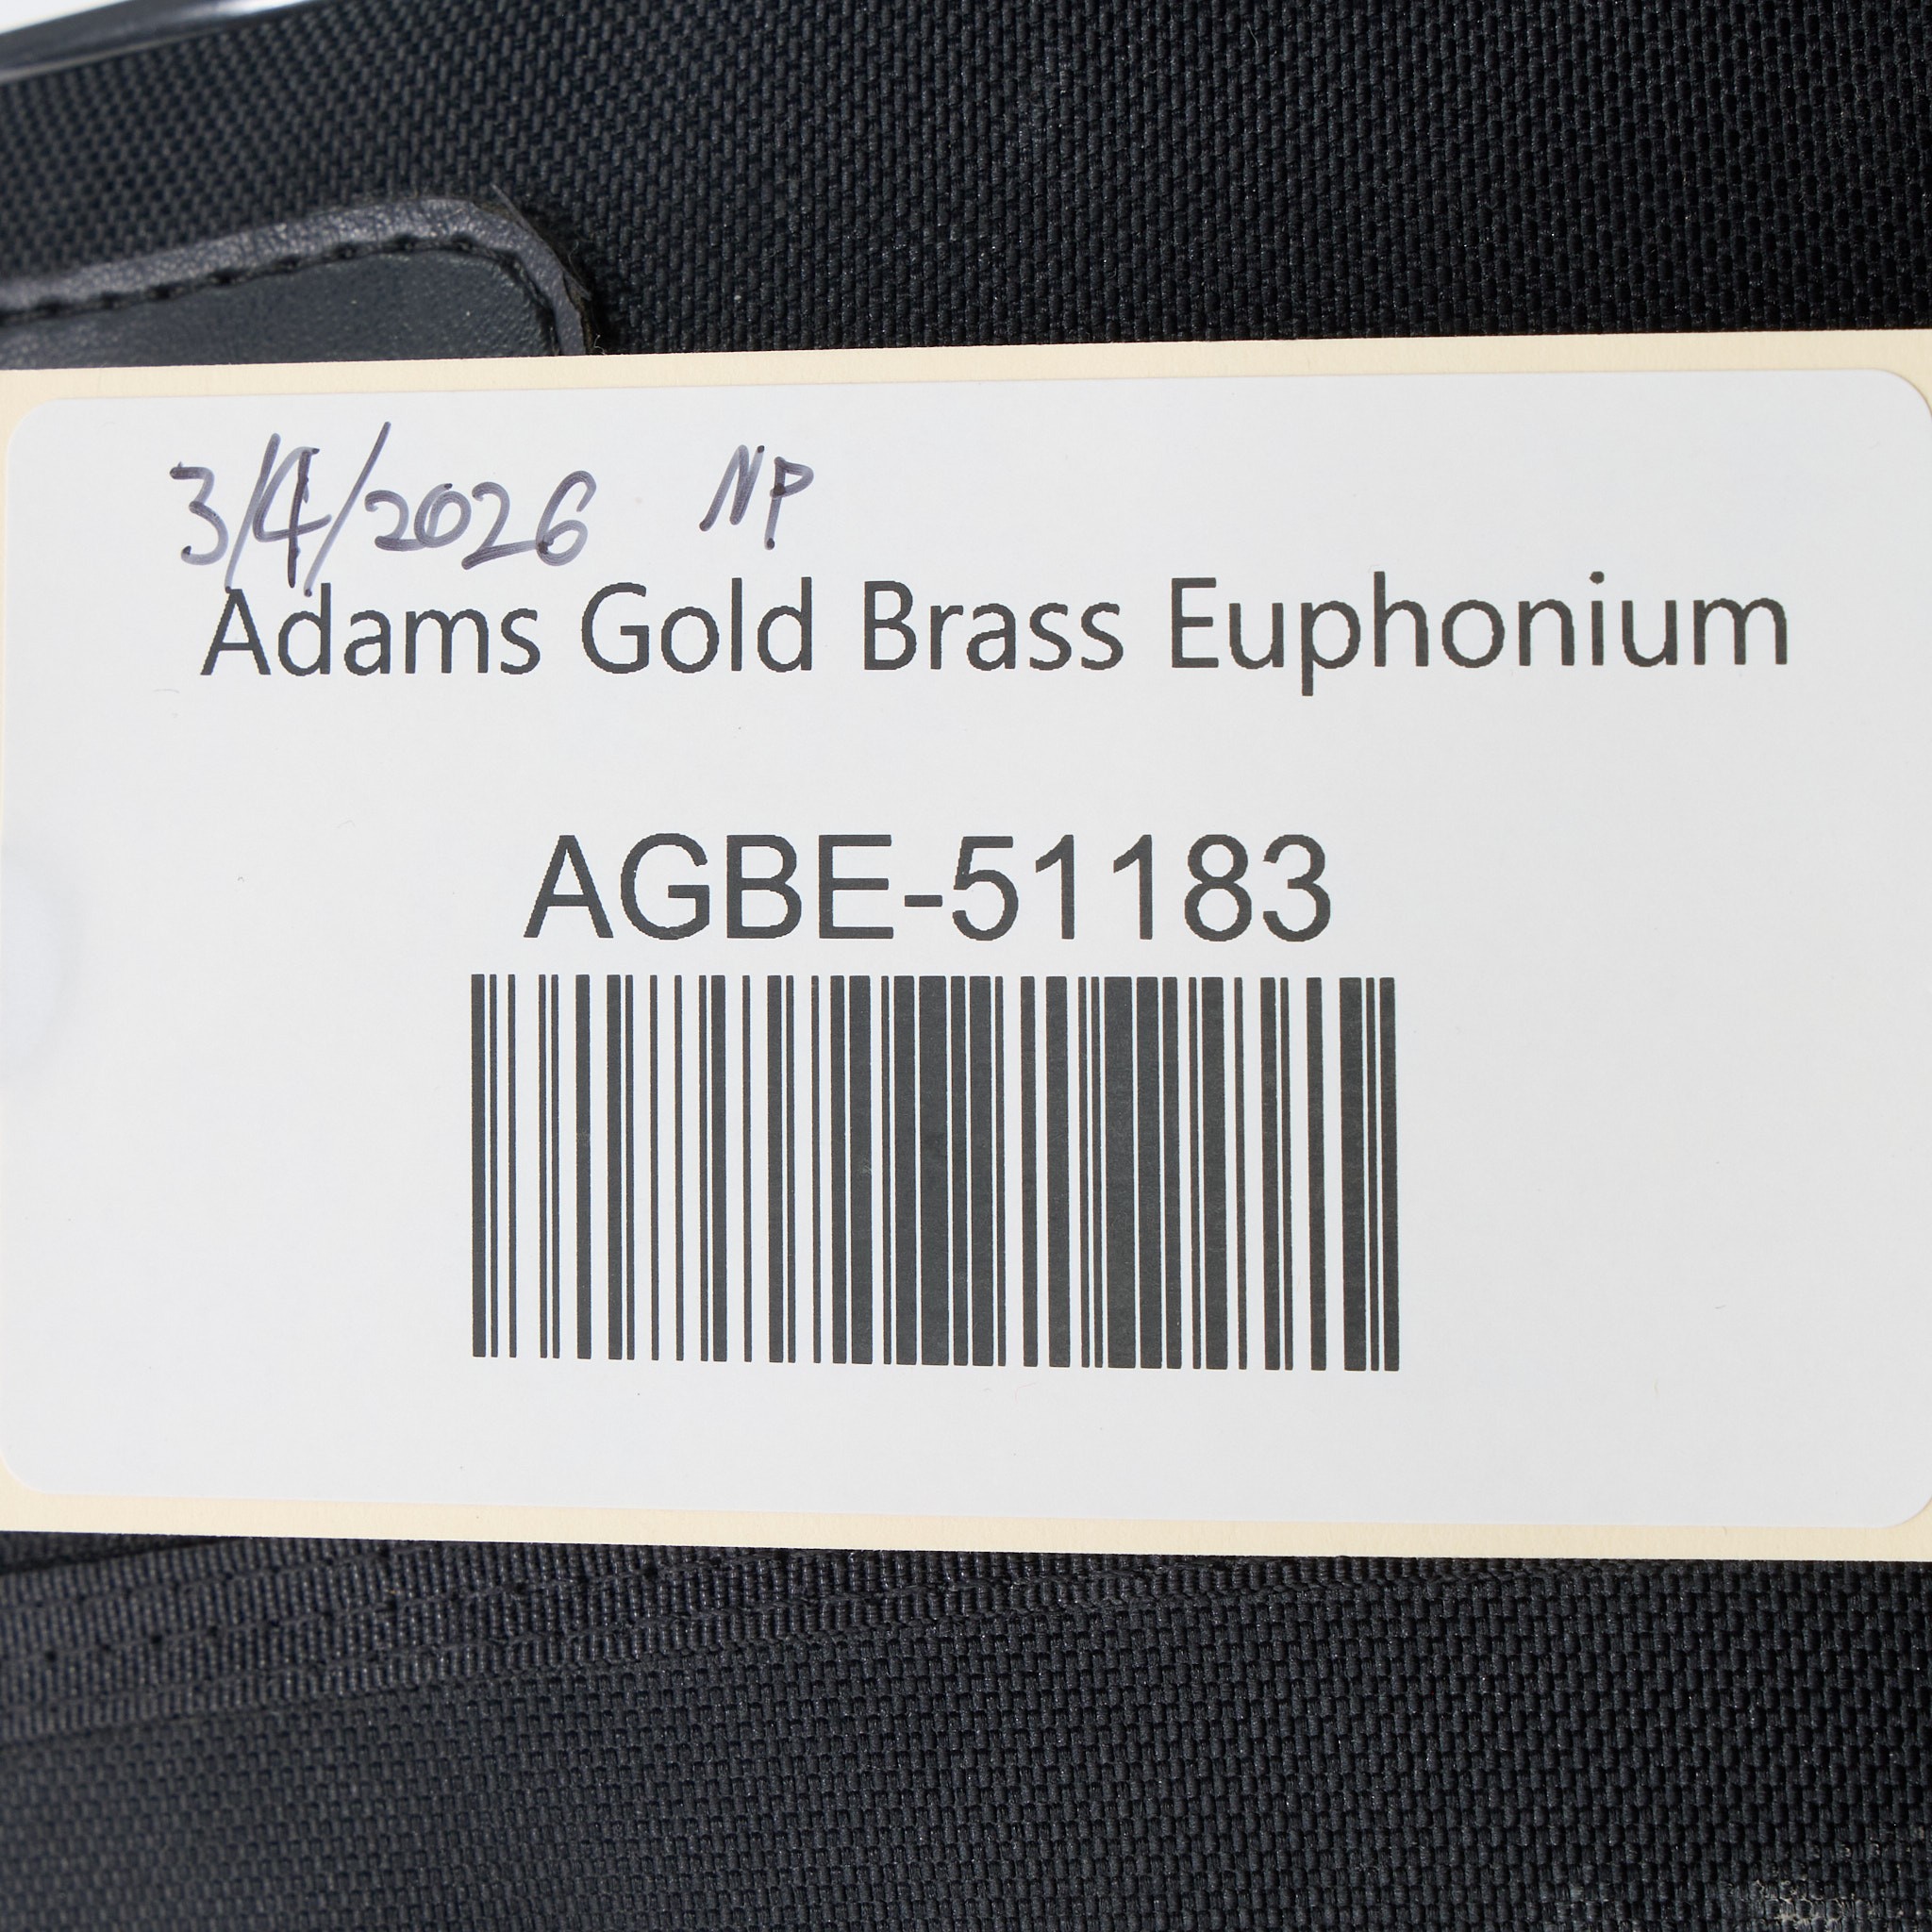 3/4/2026 NP
Adams Gold Brass Euphonium
AGBE-51183